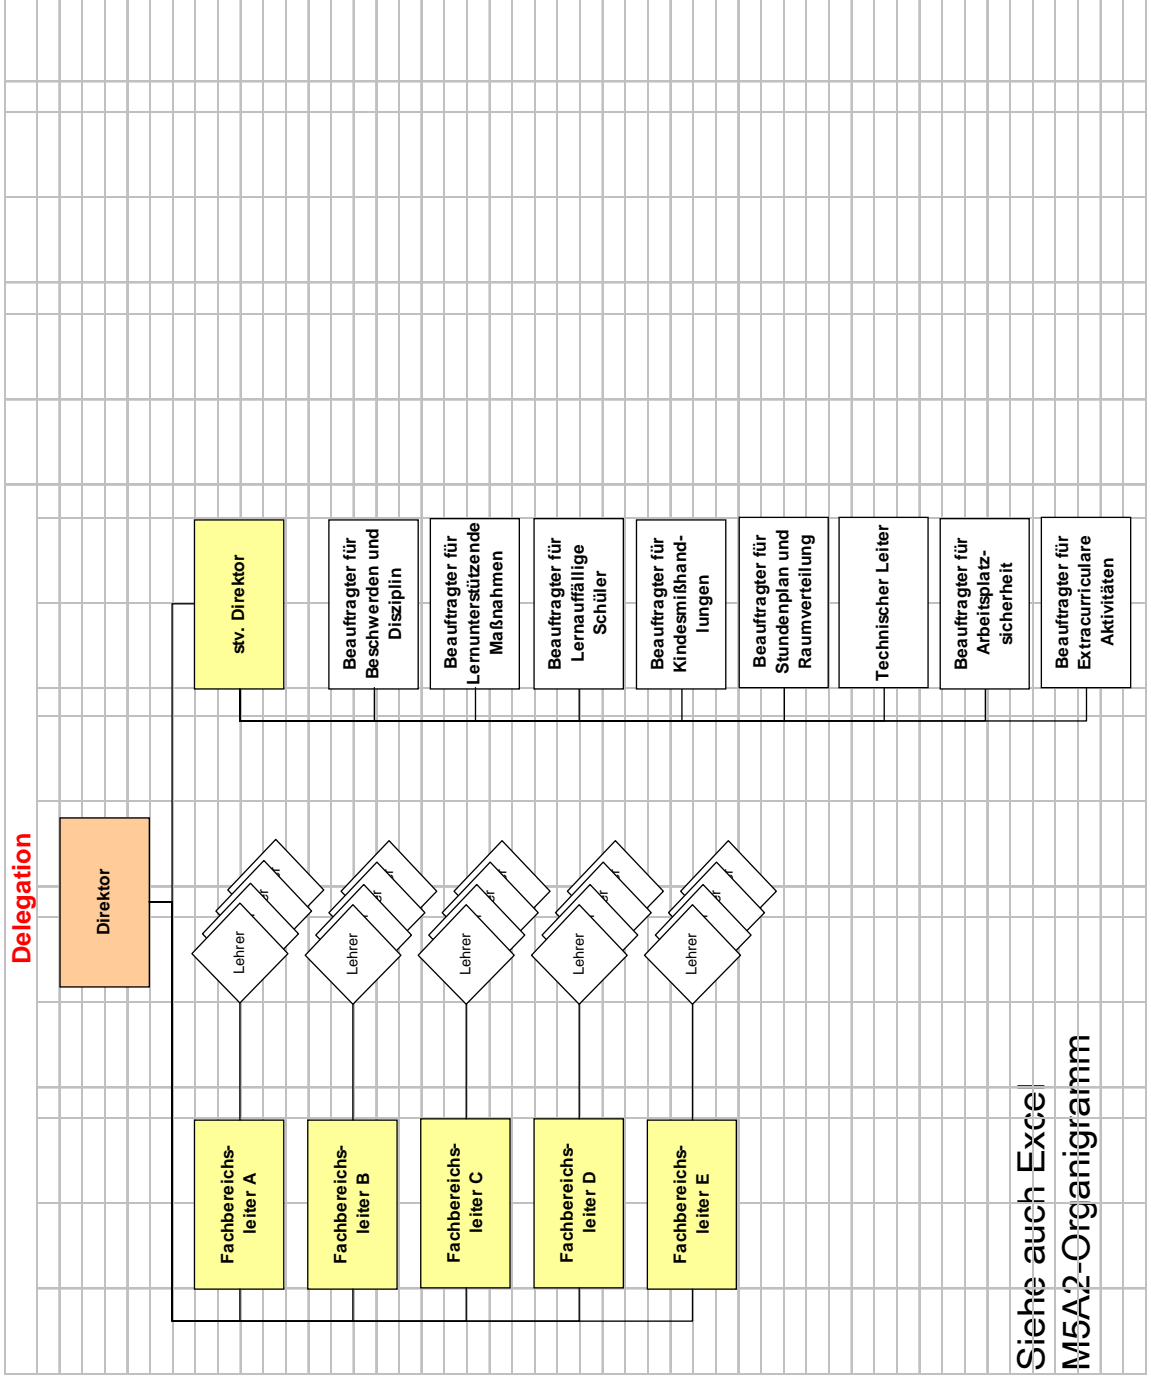 Delegation
Direktor
Fachbereichs-
leiter A
Lehrer
stv. Direktor
Fachbereichs-
leiter B
Lehrer
Beauftragter für
Beschwerden und
Disziplin
Fachbereichs-
leiter C
Lehrer
Beauftragter für
Lernunterstützende
Maßnahmen
Fachbereichs-
leiter D
Lehrer
Beauftragter für
Lernauffällige
Schüler
Fachbereichs-
leiter E
Lehrer
Beauftragter für
Kindesmißhand-
lungen
Beauftragter für
Stundenplan und
Raumverteilung
Technischer Leiter
Beauftragter für
Arbeitsplatz-
sicherheit
Beauftragter für
Extracurriculare
Aktivitäten
Siehe auch Excel
M5A2-Organigramm